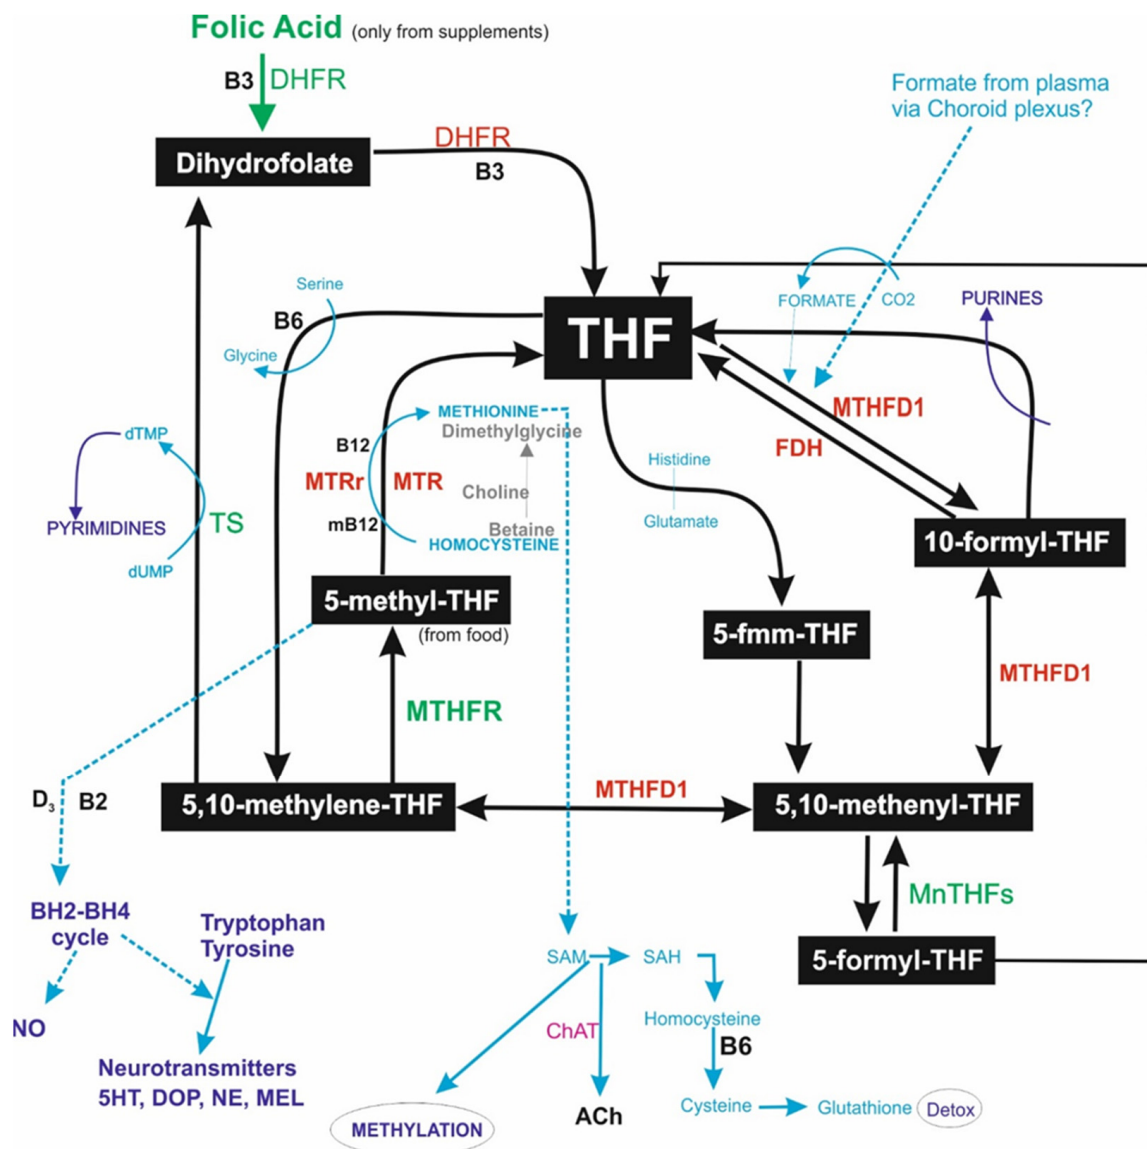 Folic Acid (only from supplements)
B3 DHFR
Formate from plasma
via Choroid plexus?
Dihydrofolate
DHFR
B3
Serine
B6
Glycine
THF
FORMATE
CO2
PURINES
MTHFD1
FDH
dTMP
PYRIMIDINES
TS
dUMP
METHIONINE
Dimethylglycine
B12
MTRr
MTR
Choline
mB12
Betaine
HOMOCYSTEINE
Histidine
Glutamate
10-formyl-THF
5-methyl-THF
(from food)
5-fmm-THF
MTHFD1
MTHFR
D3 B2
5,10-methylene-THF
MTHFD1
5,10-methenyl-THF
MnTHFs
5-formyl-THF
BH2-BH4
cycle
Tryptophan
Tyrosine
NO
Neurotransmitters
5HT, DOP, NE, MEL
SAM
SAH
ChAT
Homocysteine
B6
METHYLATION
ACh
Cysteine
Glutathione
Detox